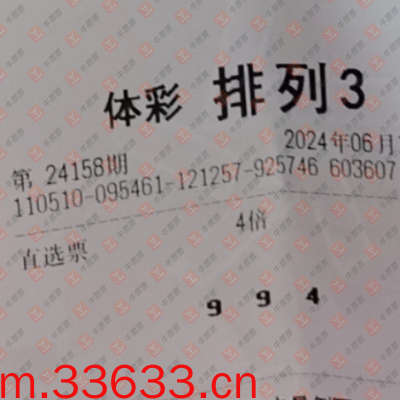 体彩 排列3
第 24158期 2024年06月
110510-095461-121257-925746 603607
直选票 4倍
9 9 4
m.33633.cn